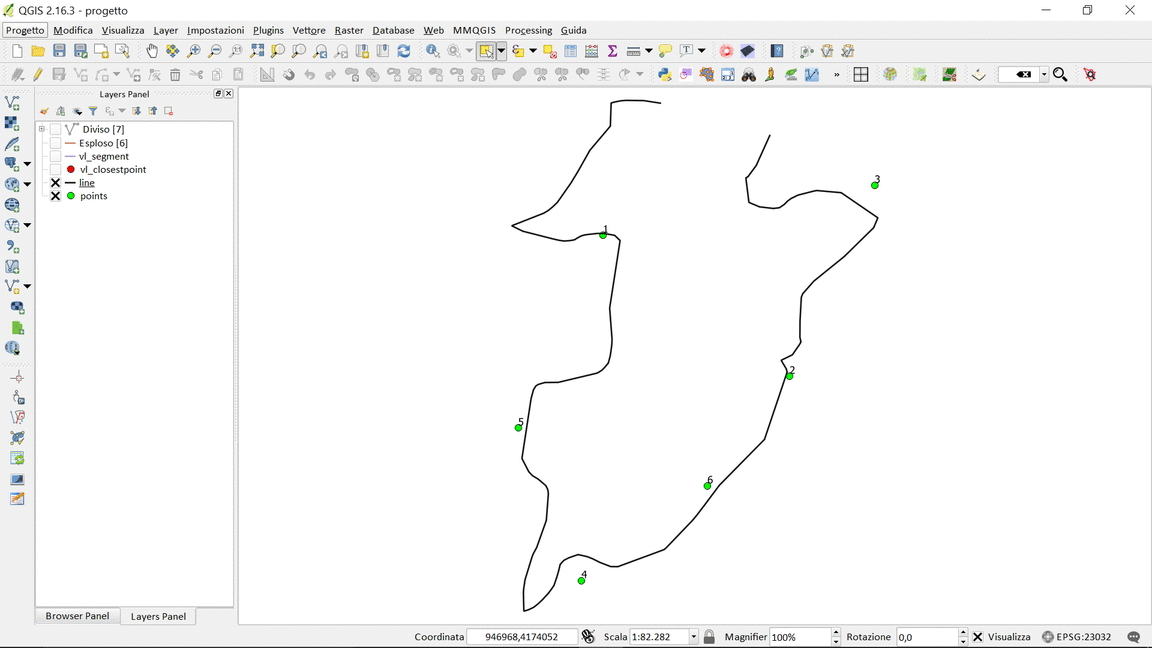 QGIS 2.16.3 - progetto
Progetto Modifica Visualizza Layer Impostazioni Plugins Vettore Raster Database Web MMQGIS Processing Guida
Layers Panel
Diviso [7]
Esploso [6]
vl_segment
vl_closestpoint
line
points
3
1
2
5
6
4
Browser Panel Layers Panel
Coordinata 946968,4174052 Scala 1:82.282 Magnifier 100% Rotazione 0,0 Visualizza EPSG:23032